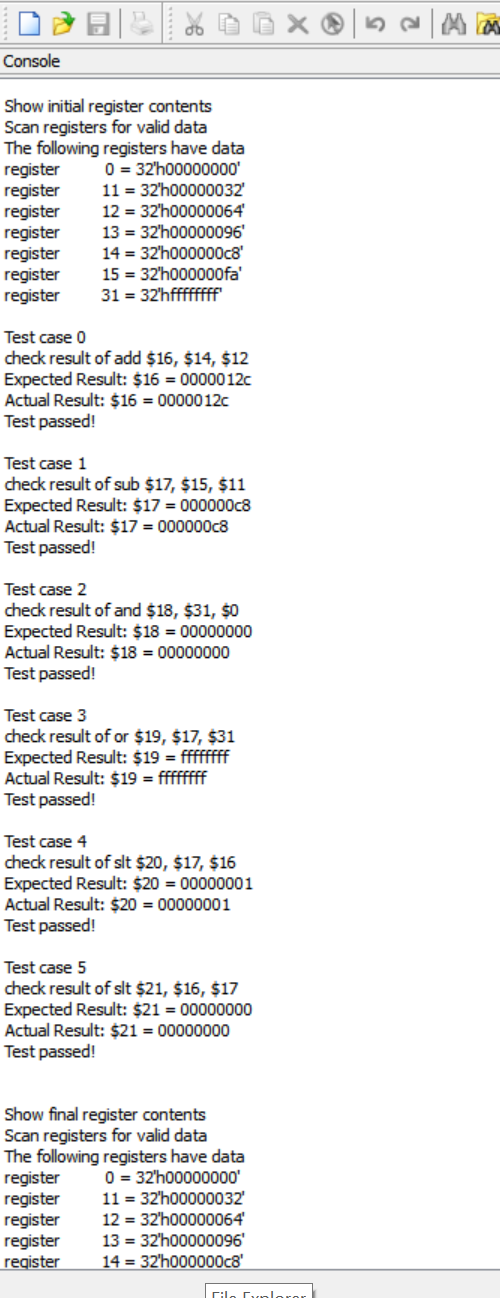 Console
Show initial register contents
Scan registers for valid data
The following registers have data
register 0 = 32'h00000000'
register 11 = 32'h00000032'
register 12 = 32'h00000064'
register 13 = 32'h00000096'
register 14 = 32'h000000c8'
register 15 = 32'h000000fa'
register 31 = 32'hffffffff'
Test case 0
check result of add $16, $14, $12
Expected Result: $16 = 0000012c
Actual Result: $16 = 0000012c
Test passed!
Test case 1
check result of sub $17, $15, $11
Expected Result: $17 = 000000c8
Actual Result: $17 = 000000c8
Test passed!
Test case 2
check result of and $18, $31, $0
Expected Result: $18 = 00000000
Actual Result: $18 = 00000000
Test passed!
Test case 3
check result of or $19, $17, $31
Expected Result: $19 = ffffffff
Actual Result: $19 = ffffffff
Test passed!
Test case 4
check result of slt $20, $17, $16
Expected Result: $20 = 00000001
Actual Result: $20 = 00000001
Test passed!
Test case 5
check result of slt $21, $16, $17
Expected Result: $21 = 00000000
Actual Result: $21 = 00000000
Test passed!
Show final register contents
Scan registers for valid data
The following registers have data
register 0 = 32'h00000000'
register 11 = 32'h00000032'
register 12 = 32'h00000064'
register 13 = 32'h00000096'
register 14 = 32'h000000c8'
File Explorer